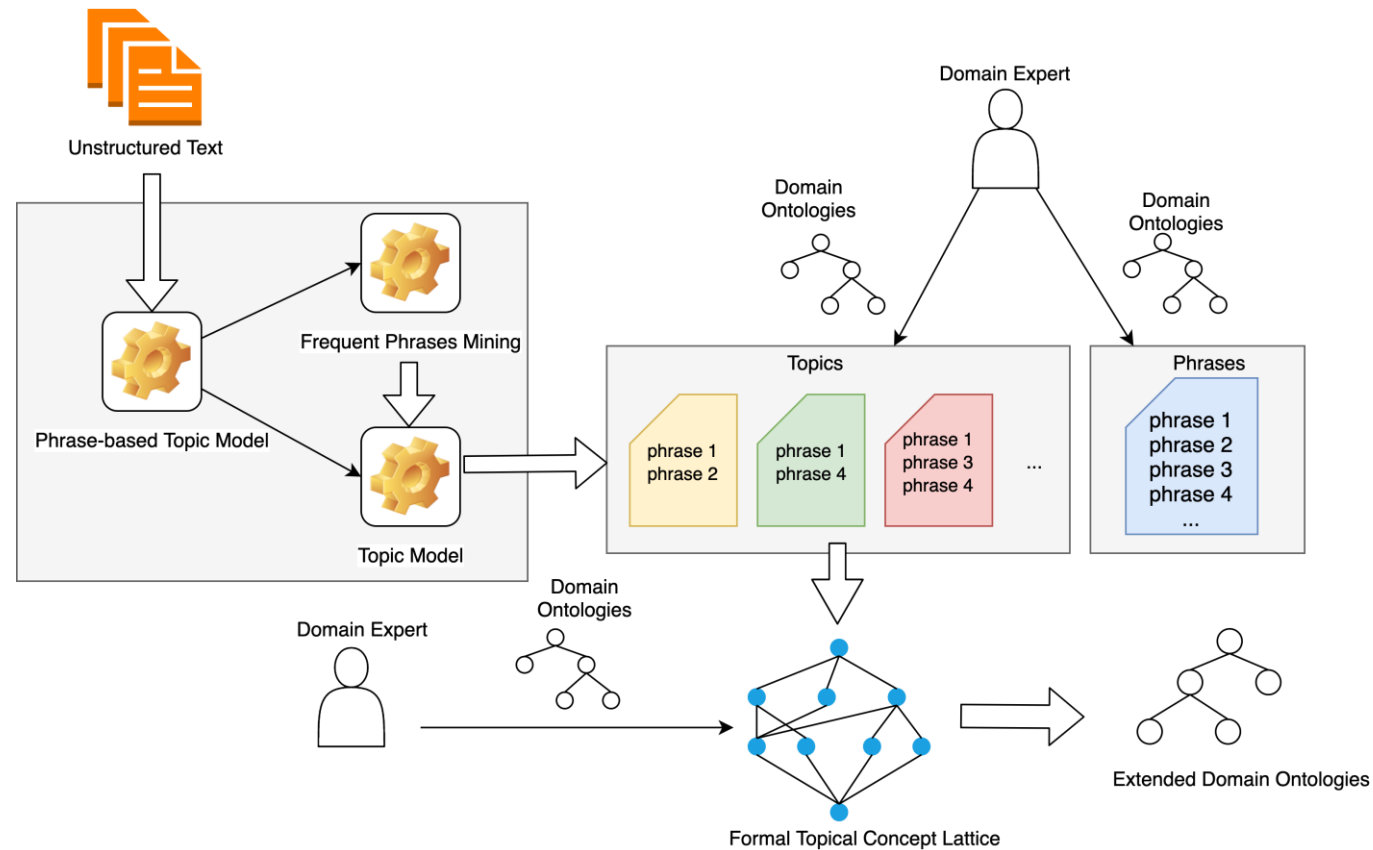 Unstructured Text
Domain Expert
Domain
Ontologies
Domain
Ontologies
Frequent Phrases Mining
Phrase-based Topic Model
Topic Model
Topics
phrase 1
phrase 2
phrase 1
phrase 4
phrase 1
phrase 3
phrase 4
...
Phrases
phrase 1
phrase 2
phrase 3
phrase 4
...
Domain Expert
Domain
Ontologies
Formal Topical Concept Lattice
Extended Domain Ontologies